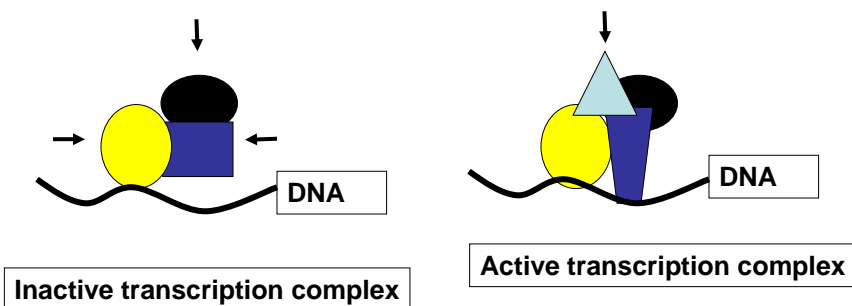 DNA
Inactive transcription complex
DNA
Active transcription complex